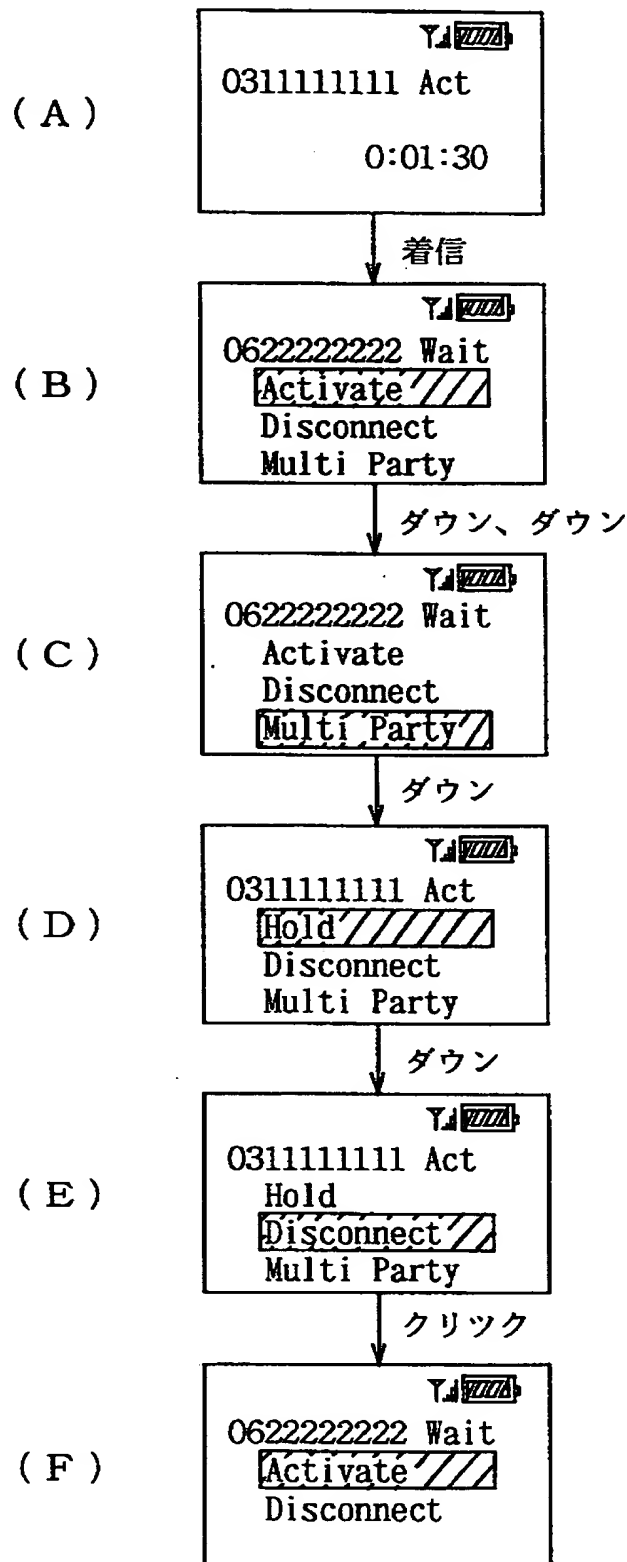 (A)
0311111111 Act
0:01:30
着信
(B)
0622222222 Wait
Activate
Disconnect
Multi Party
ダウン、ダウン
(C)
0622222222 Wait
Activate
Disconnect
Multi Party
ダウン
(D)
0311111111 Act
Hold
Disconnect
Multi Party
ダウン
(E)
0311111111 Act
Hold
Disconnect
Multi Party
クリック
(F)
0622222222 Wait
Activate
Disconnect